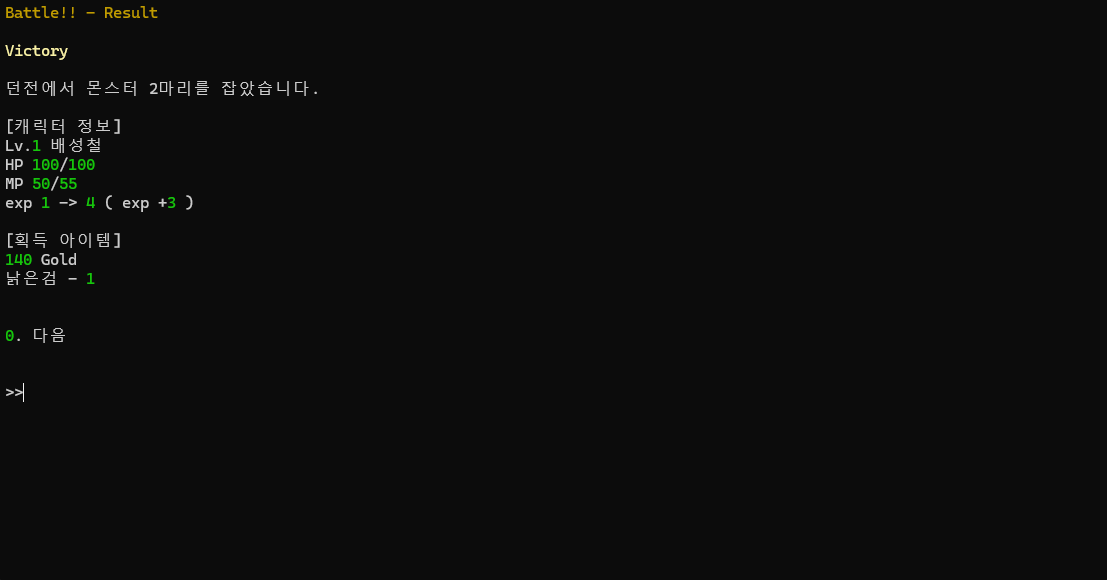 Battle!! - Result
Victory
던전에서 몬스터 2마리를 잡았습니다.
[캐릭터 정보]
Lv.1 배성철
HP 100/100
MP 50/55
exp 1 -> 4 ( exp +3 )
[획득 아이템]
140 Gold
낡은검 - 1
0. 다음
>>